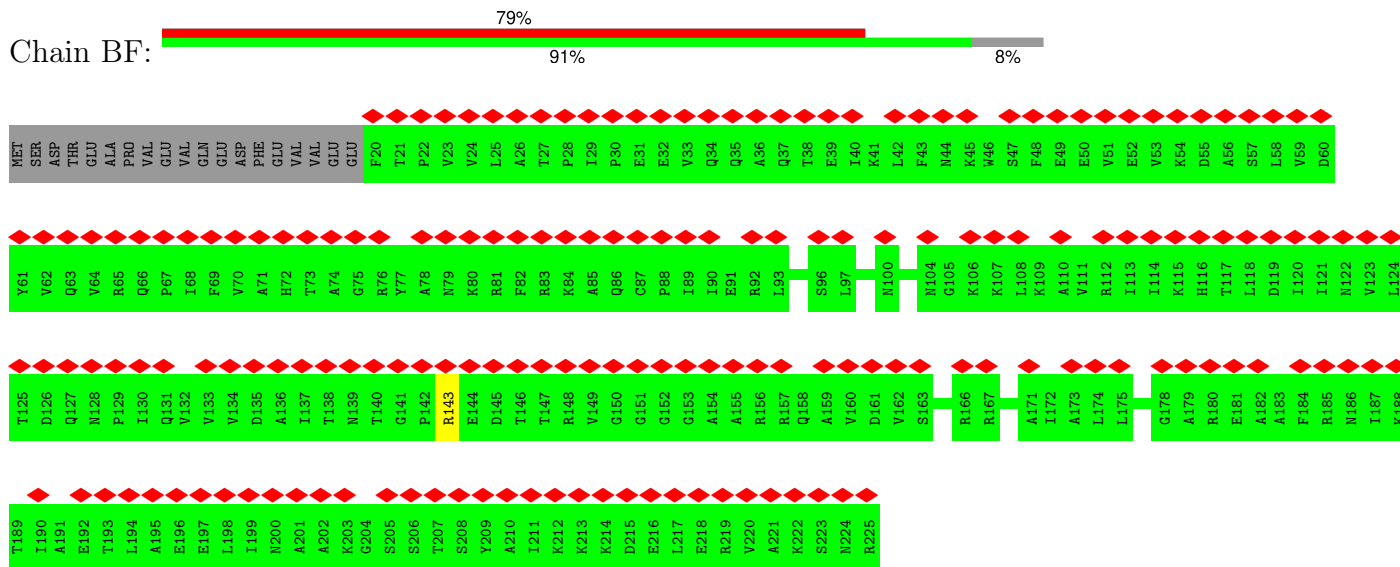 79%
Chain BF:
91% 8%
MET SER ASP THR GLU ALA PRO VAL GLU VAL GLN GLU ASP PHE GLU VAL VAL GLU GLU F20 T21 P22 V23 V24 L25 A26 T27 P28 I29 P30 E31 E32 V33 Q34 Q35 A36 Q37 T38 E39 I40 K41 L42 F43 N44 K45 W46 S47 F48 E49 E50 V51 E52 V53 K54 D55 A56 S57 L58 V59 D60
Y61 V62 Q63 V64 R65 Q66 P67 I68 F69 V70 A71 H72 T73 A74 G75 R76 Y77 A78 N79 K80 R81 F82 R83 K84 A85 Q86 C87 P88 I89 I90 E91 R92 L93 S96 L97 N100 N104 G105 K106 K107 L108 K109 A110 V111 R112 I113 I114 K115 H116 T117 L118 D119 I120 I121 N122 V123 L124
T125 D126 Q127 N128 P129 I130 Q131 V132 V133 V134 D135 A136 I137 T138 N139 T140 G141 P142 R143 E144 D145 T146 T147 R148 V149 G150 G151 G152 G153 A154 A155 R156 R157 Q158 A159 V160 D161 V162 S163 R166 R167 A171 I172 A173 L174 L175 G178 A179 R180 E181 A182 A183 F184 R185 N186 I187 K188
T189 I190 A191 E192 T193 L194 A195 E196 E197 L198 I199 N200 A201 A202 K203 G204 S205 S206 T207 S208 Y209 A210 I211 K212 K213 K214 D215 E216 L217 E218 R219 V220 A221 K222 S223 N224 R225